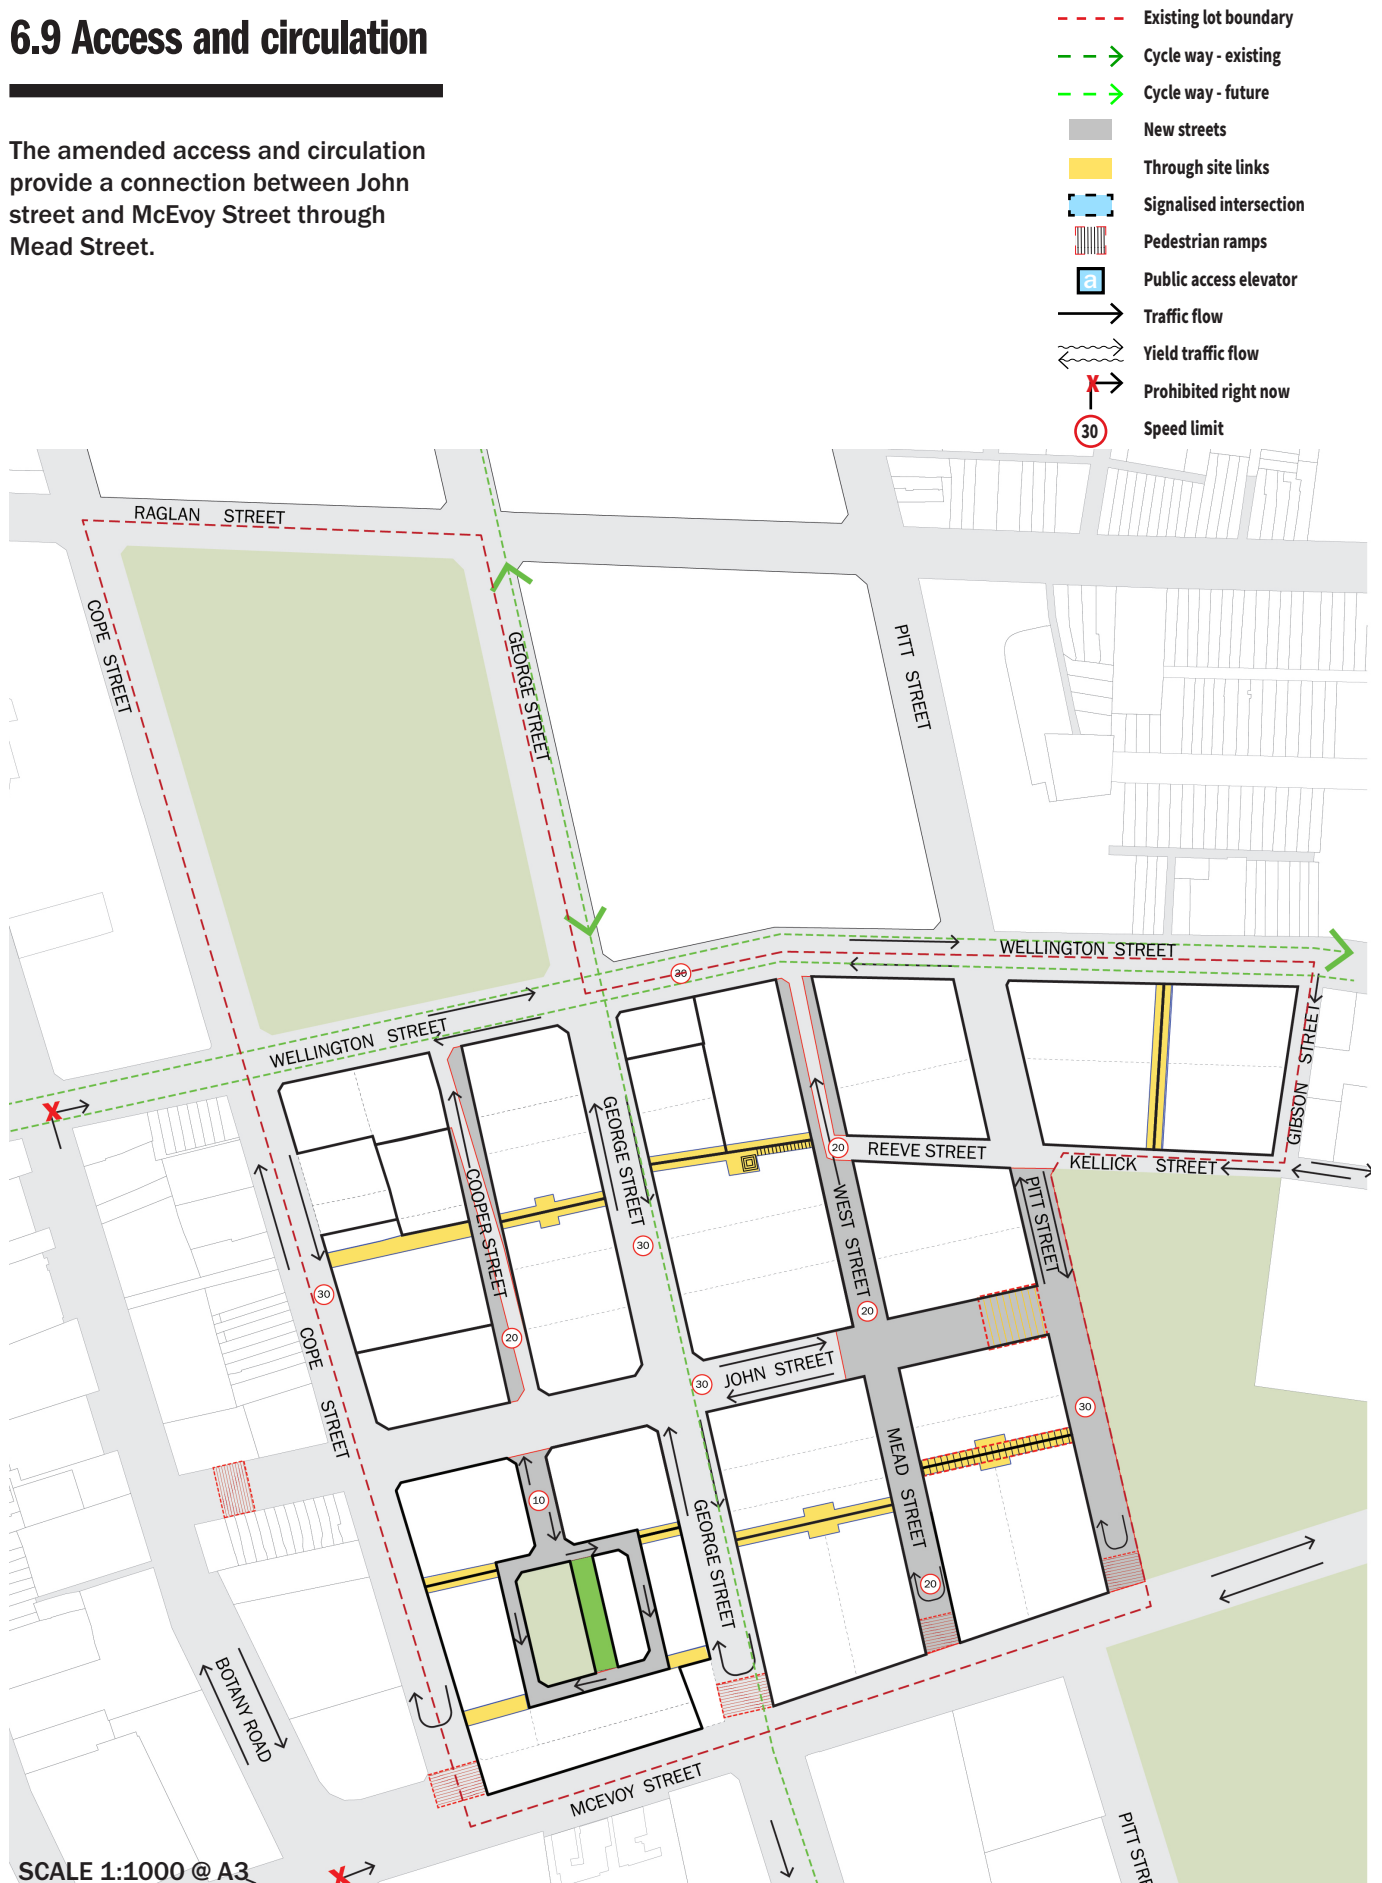 6.9 Access and circulation
The amended access and circulation
provide a connection between John
street and McEvoy Street through
Mead Street.
Existing lot boundary
Cycle way - existing
Cycle way - future
New streets
Through site links
Signalised intersection
Pedestrian ramps
a
Public access elevator
Traffic flow
Yield traffic flow
X
Prohibited right now
30
Speed limit
RAGLAN STREET
COPE STREET
GEORGE STREET
PITT STREET
WELLINGTON STREET
30
WELLINGTON STREET
GIBSON STREET
X
GEORGE STREET
20
REEVE STREET
KELLICK STREET
COOPER STREET
WEST STREET
PITT STREET
30
30
20
20
COPE STREET
JOHN STREET
30
30
MEAD STREET
10
GEORGE STREET
20
BOTANY ROAD
MCEVOY STREET
PITT STRE
SCALE 1:1000 @ A3
X